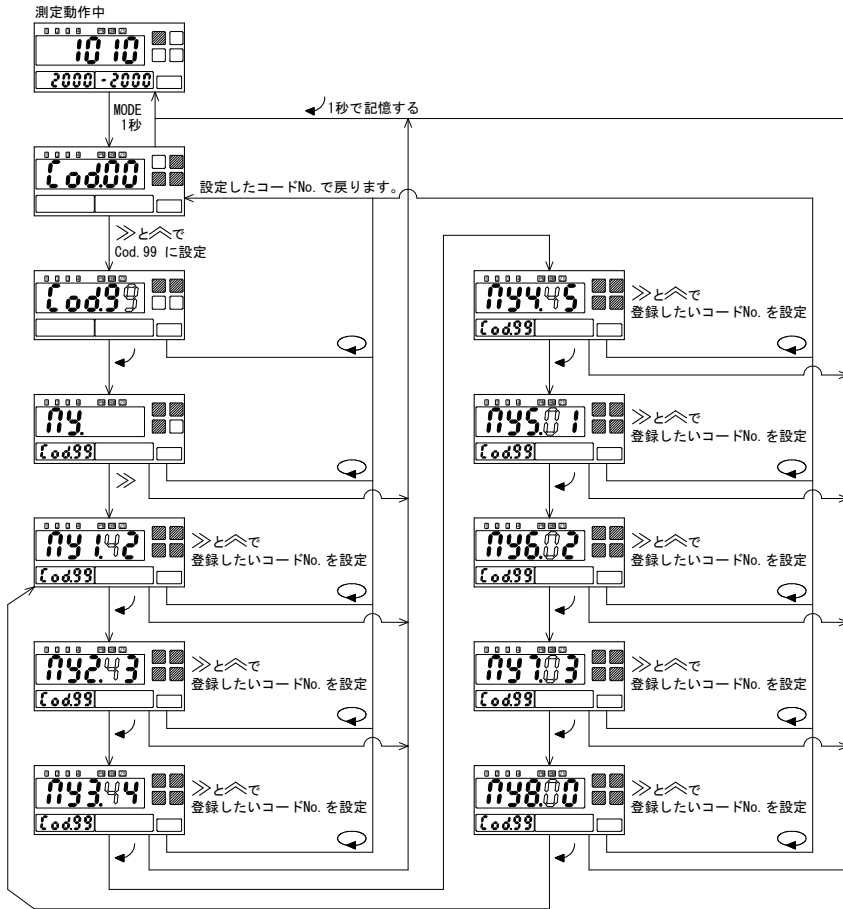 測定動作中
1010
2000 -2000
MODE
1秒
1秒で記憶する
Cod.00
設定したコードNo. で戻ります。
≫と︽で
Cod. 99 に設定
Cod.99
ПУ.
Cod.99
≫
ПУ1.42
Cod.99
≫と︽で
登録したいコードNo. を設定
ПУ2.43
Cod.99
≫と︽で
登録したいコードNo. を設定
ПУ3.44
Cod.99
≫と︽で
登録したいコードNo. を設定
ПУ4.45
Cod.99
≫と︽で
登録したいコードNo. を設定
ПУ5.01
Cod.99
≫と︽で
登録したいコードNo. を設定
ПУ6.02
Cod.99
≫と︽で
登録したいコードNo. を設定
ПУ7.03
Cod.99
≫と︽で
登録したいコードNo. を設定
ПУ8.00
Cod.99
≫と︽で
登録したいコードNo. を設定